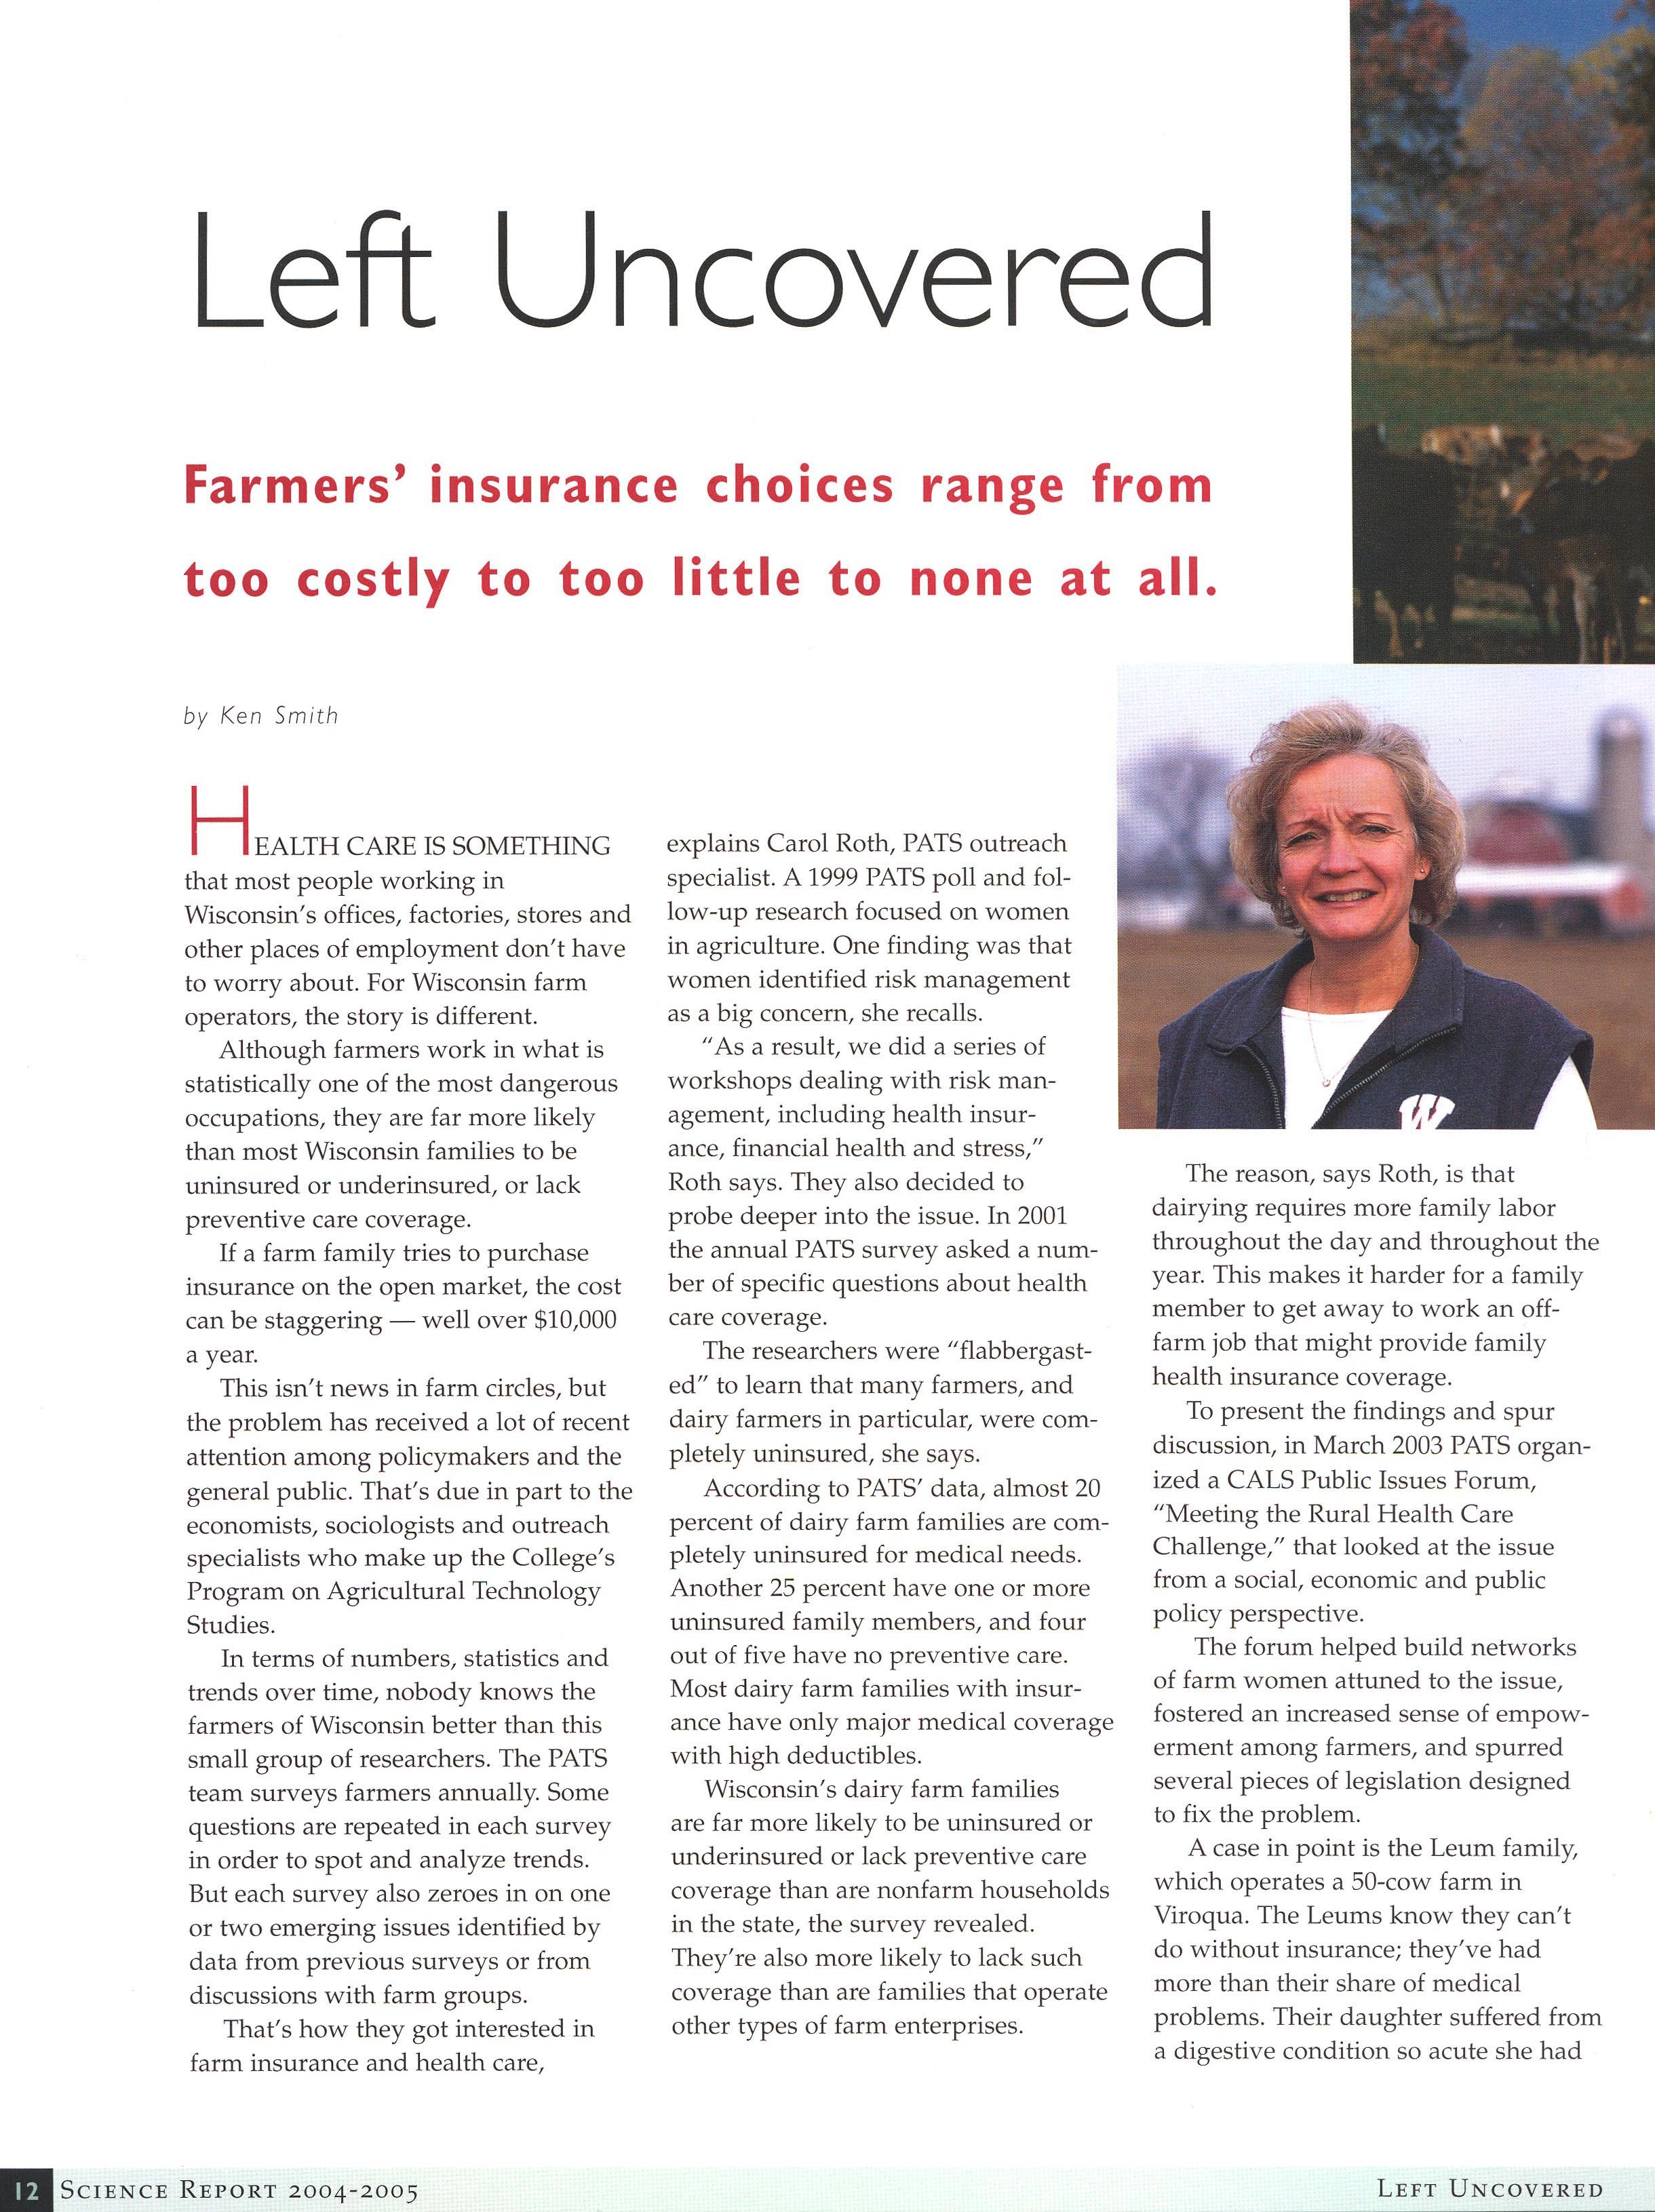 Left Uncovered
Farmers' insurance choices range from
too costly to too little to none at all.
by Ken Smith
HEALTH CARE IS SOMETHING
that most people working in
Wisconsin's offices, factories, stores and
other places of employment don't have
to worry about. For Wisconsin farm
operators, the story is different.
Although farmers work in what is
statistically one of the most dangerous
occupations, they are far more likely
than most Wisconsin families to be
uninsured or underinsured, or lack
preventive care coverage.
If a farm family tries to purchase
insurance on the open market, the cost
can be staggering — well over $10,000
a year.
This isn't news in farm circles, but
the problem has received a lot of recent
attention among policymakers and the
general public. That's due in part to the
economists, sociologists and outreach
specialists who make up the College's
Program on Agricultural Technology
Studies.
In terms of numbers, statistics and
trends over time, nobody knows the
farmers of Wisconsin better than this
small group of researchers. The PATS
team surveys farmers annually. Some
questions are repeated in each survey
in order to spot and analyze trends.
But each survey also zeroes in on one
or two emerging issues identified by
data from previous surveys or from
discussions with farm groups.
That's how they got interested in
farm insurance and health care,
explains Carol Roth, PATS outreach
specialist. A 1999 PATS poll and fol-
low-up research focused on women
in agriculture. One finding was that
women identified risk management
as a big concern, she recalls.
"As a result, we did a series of
workshops dealing with risk man-
agement, including health insur-
ance, financial health and stress,"
Roth says. They also decided to
probe deeper into the issue. In 2001
the annual PATS survey asked a num-
ber of specific questions about health
care coverage.
The researchers were "flabbergast-
ed" to learn that many farmers, and
dairy farmers in particular, were com-
pletely uninsured, she says.
According to PATS' data, almost 20
percent of dairy farm families are com-
pletely uninsured for medical needs.
Another 25 percent have one or more
uninsured family members, and four
out of five have no preventive care.
Most dairy farm families with insur-
ance have only major medical coverage
with high deductibles.
Wisconsin's dairy farm families
are far more likely to be uninsured or
underinsured or lack preventive care
coverage than are nonfarm households
in the state, the survey revealed.
They're also more likely to lack such
coverage than are families that operate
other types of farm enterprises.
W
The reason, says Roth, is that
dairying requires more family labor
throughout the day and throughout the
year. This makes it harder for a family
member to get away to work an off-
farm job that might provide family
health insurance coverage.
To present the findings and spur
discussion, in March 2003 PATS organ-
ized a CALS Public Issues Forum,
"Meeting the Rural Health Care
Challenge," that looked at the issue
from a social, economic and public
policy perspective.
The forum helped build networks
of farm women attuned to the issue,
fostered an increased sense of empow-
erment among farmers, and spurred
several pieces of legislation designed
to fix the problem.
A case in point is the Leum family,
which operates a 50-cow farm in
Viroqua. The Leums know they can't
do without insurance; they've had
more than their share of medical
problems. Their daughter suffered from
a digestive condition so acute she had
12 SCIENCE REPORT 2004-2005
LEFT UNCOVERED